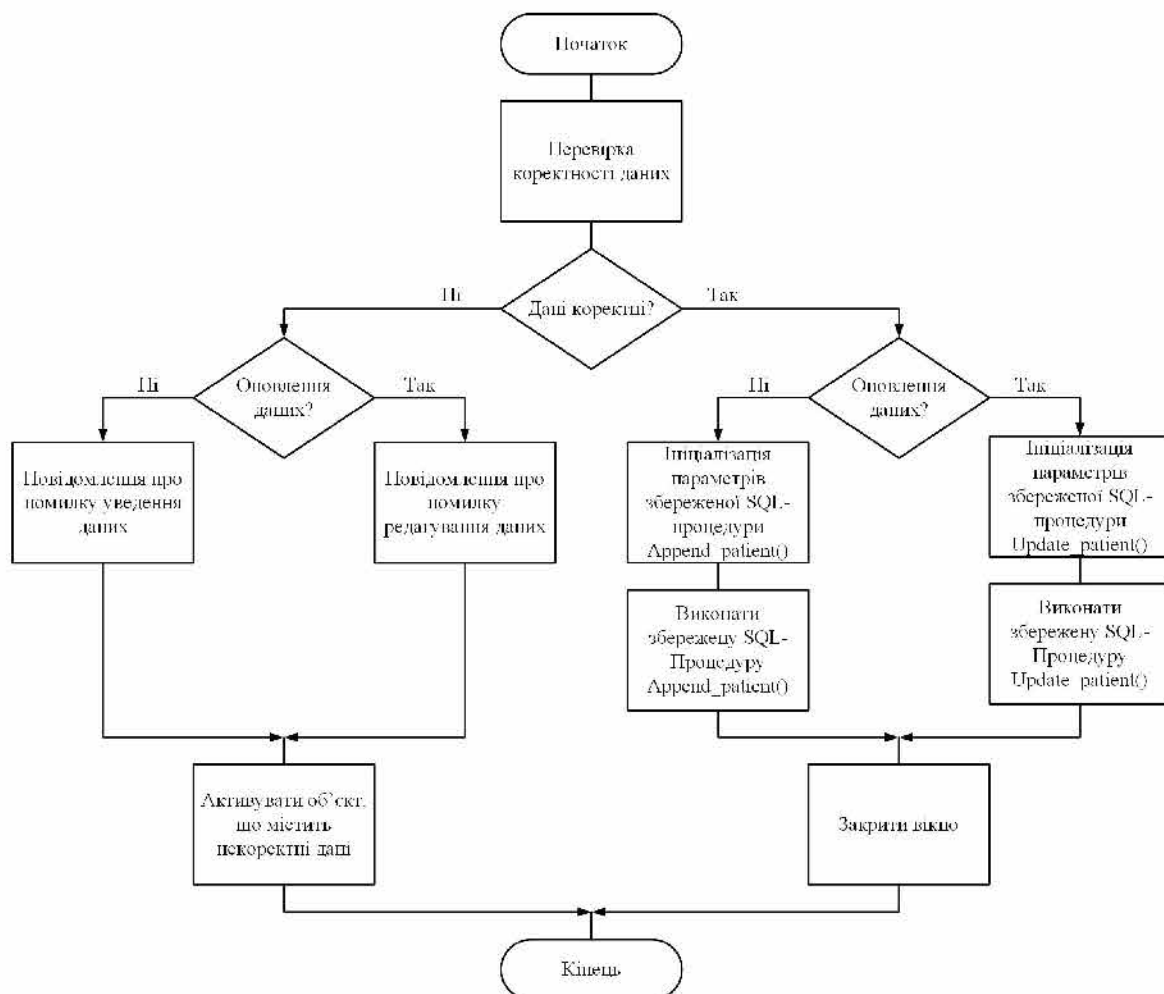 Початок
Перевірка
коректності даних
Дані коректні?
Ні
Так
Оновлення
даних?
Ні
Так
Оновлення
даних?
Ні
Так
Повідомлення про
помилку уведення
даних
Повідомлення про
помилку
редагування даних
Ініціалізація
параметрів
збереженої SQL-
процедури
Append_patient()
Ініціалізація
параметрів
збереженої SQL-
процедури
Update_patient()
Виконати
збережену SQL-
Процедуру
Append_patient()
Виконати
збережену SQL-
Процедуру
Update_patient()
Активувати об’єкт,
що містить
некоректні дані
Закрити вікно
Кінець